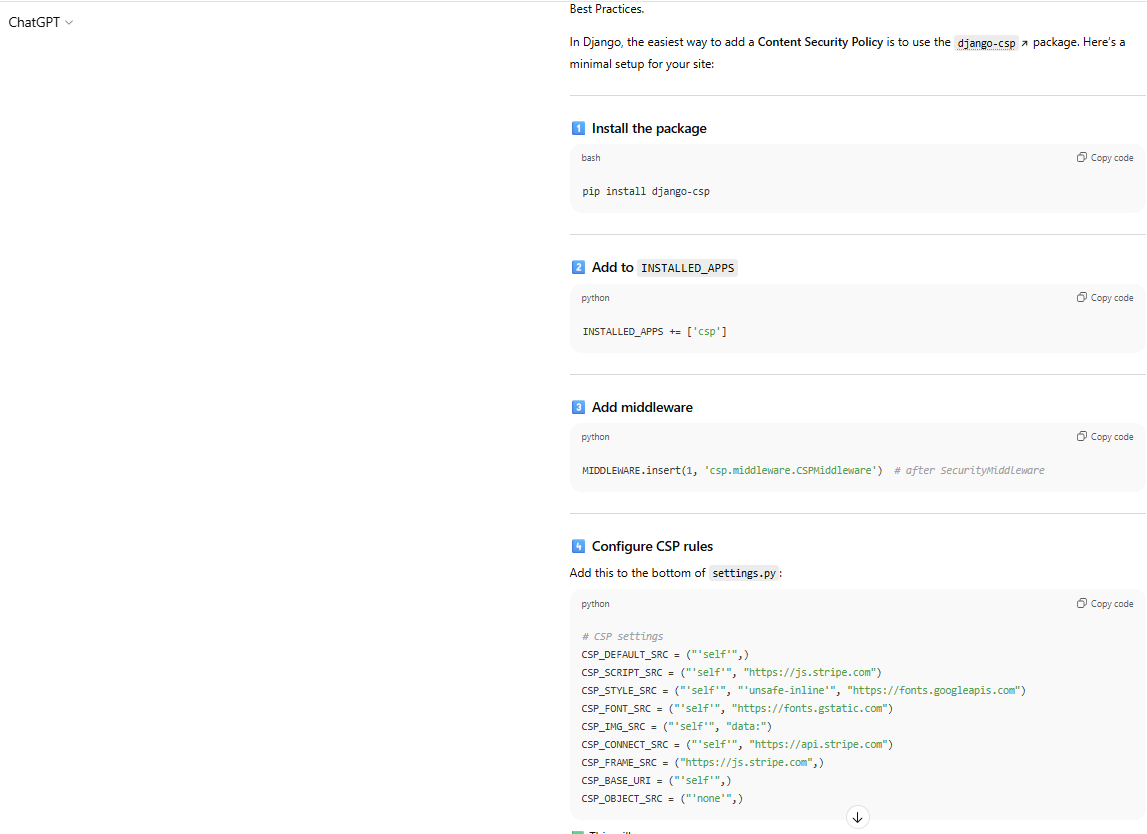 ChatGPT
Best Practices.
In Django, the easiest way to add a Content Security Policy is to use the django-csp ↗ package. Here's a
minimal setup for your site:
1 Install the package
bash
Copy code
pip install django-csp
2 Add to INSTALLED_APPS
python
Copy code
INSTALLED_APPS += ['csp']
3 Add middleware
python
Copy code
MIDDLEWARE.insert(1, 'csp.middleware.CSPMiddleware')  # after SecurityMiddleware
4 Configure CSP rules
Add this to the bottom of settings.py:
python
Copy code
# CSP settings
CSP_DEFAULT_SRC = ("'self'",)
CSP_SCRIPT_SRC = ("'self'", "https://js.stripe.com")
CSP_STYLE_SRC = ("'self'", "'unsafe-inline'", "https://fonts.googleapis.com")
CSP_FONT_SRC = ("'self'", "https://fonts.gstatic.com")
CSP_IMG_SRC = ("'self'", "data:")
CSP_CONNECT_SRC = ("'self'", "https://api.stripe.com")
CSP_FRAME_SRC = ("https://js.stripe.com",)
CSP_BASE_URI = ("'self'",)
CSP_OBJECT_SRC = ("'none'",)